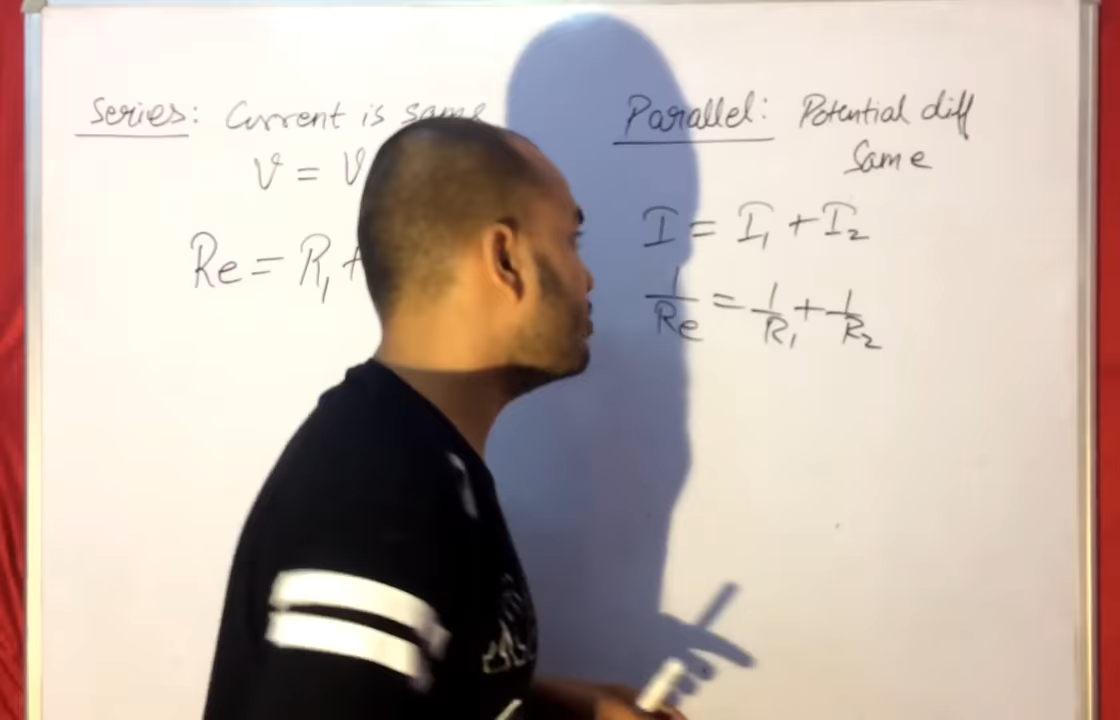 Series: Current is same
V = V
Re = R₁ +
Parallel: Potential diff
Same
I = I₁ + I₂
1/Re = 1/R₁ + 1/R₂